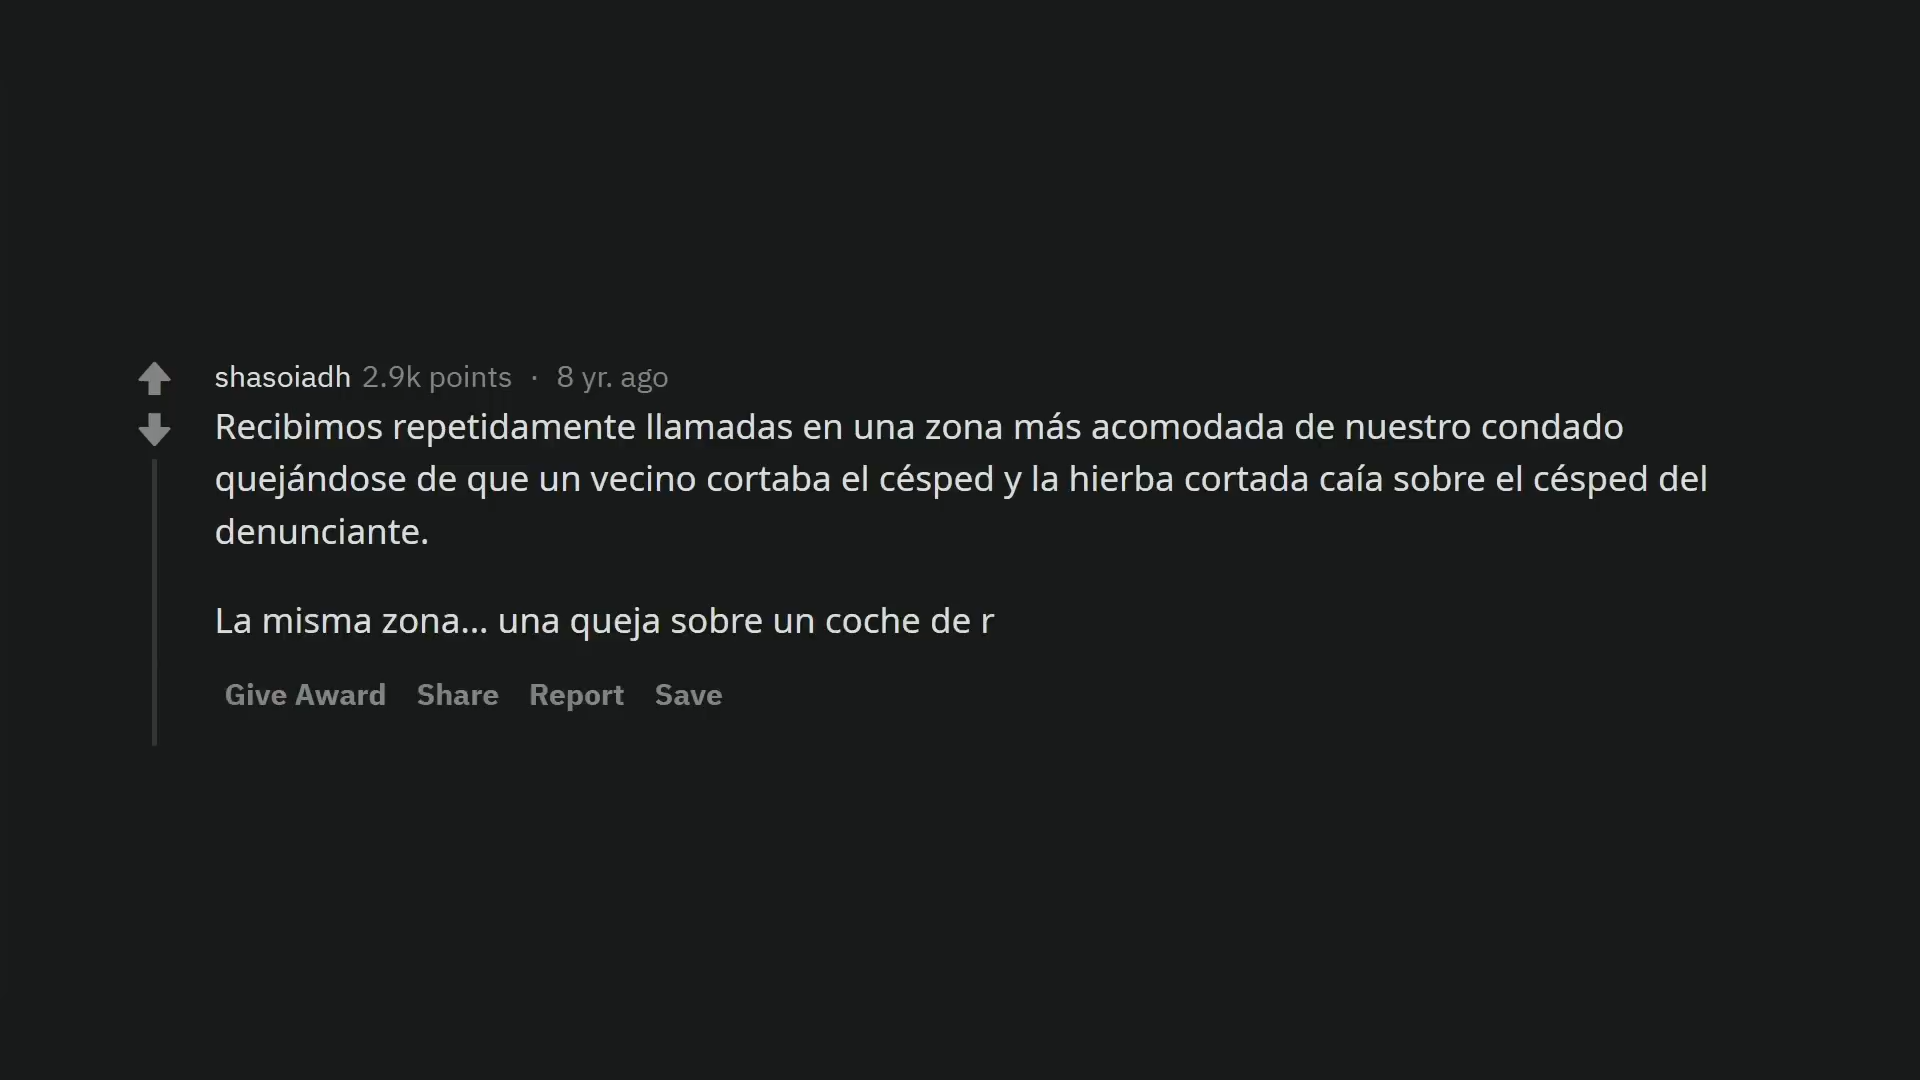 shasoiadh 2.9k points · 8 yr. ago
Recibimos repetidamente llamadas en una zona más acomodada de nuestro condado
quejándose de que un vecino cortaba el césped y la hierba cortada caía sobre el césped del
denunciante.
La misma zona... una queja sobre un coche de r
Give Award Share Report Save